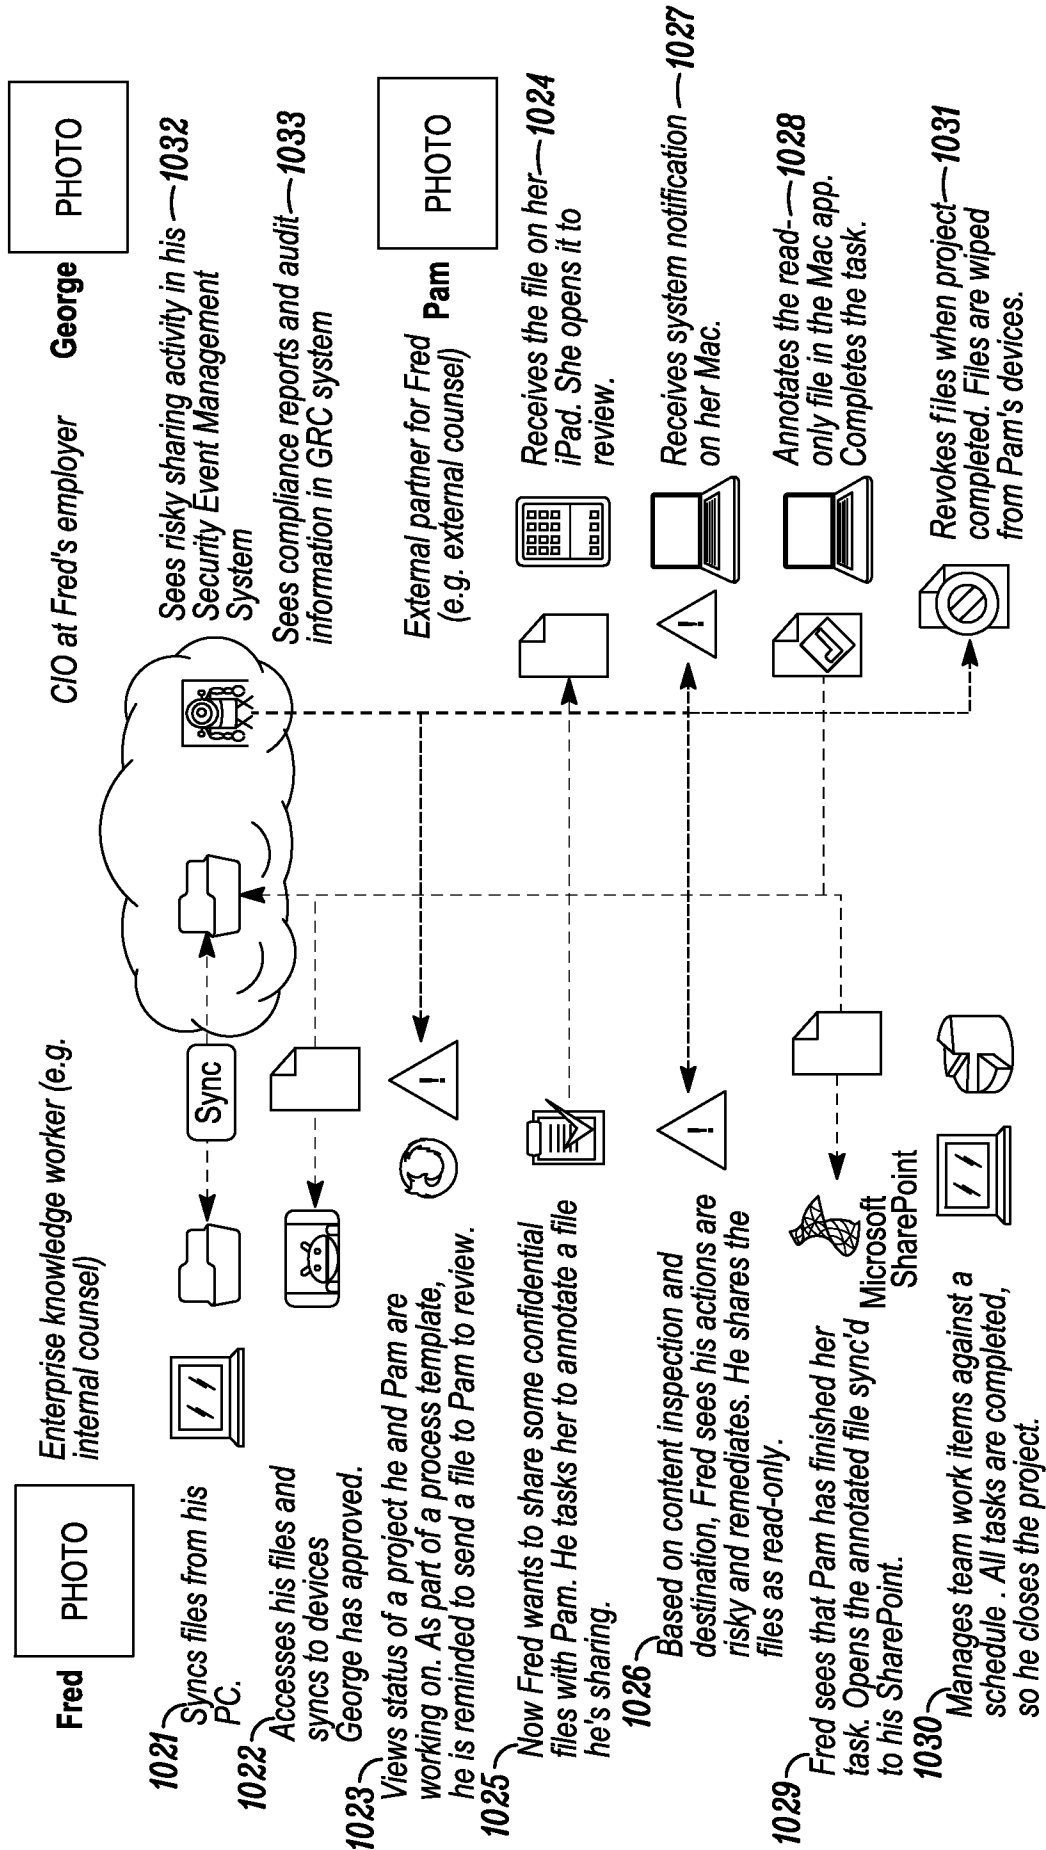 Fred
PHOTO
Enterprise knowledge worker (e.g.
internal counsel)
CIO at Fred's employer
George
PHOTO
1021
Syncs files from his
PC.
Sync
Sees risky sharing activity in his
Security Event Management
System
1032
1022
Accesses his files and
syncs to devices
George has approved.
Sees compliance reports and audit
information in GRC system
1033
1023
Views status of a project he and Pam are
working on. As part of a process template,
he is reminded to send a file to Pam to review.
!
External partner for Fred
(e.g. external counsel)
Pam
PHOTO
1025
Now Fred wants to share some confidential
files with Pam. He tasks her to annotate a file
he's sharing.
Receives the file on her
iPad. She opens it to
review.
1024
1026
Based on content inspection and
destination, Fred sees his actions are
risky and remediates. He shares the
files as read-only.
!
!
Receives system notification
on her Mac.
1027
1029
Fred sees that Pam has finished her
task. Opens the annotated file sync'd
to his SharePoint.
Microsoft
SharePoint
Annotates the read-
only file in the Mac app.
Completes the task.
1028
1030
Manages team work items against a
schedule . All tasks are completed,
so he closes the project.
Revokes files when project
completed. Files are wiped
from Pam's devices.
1031